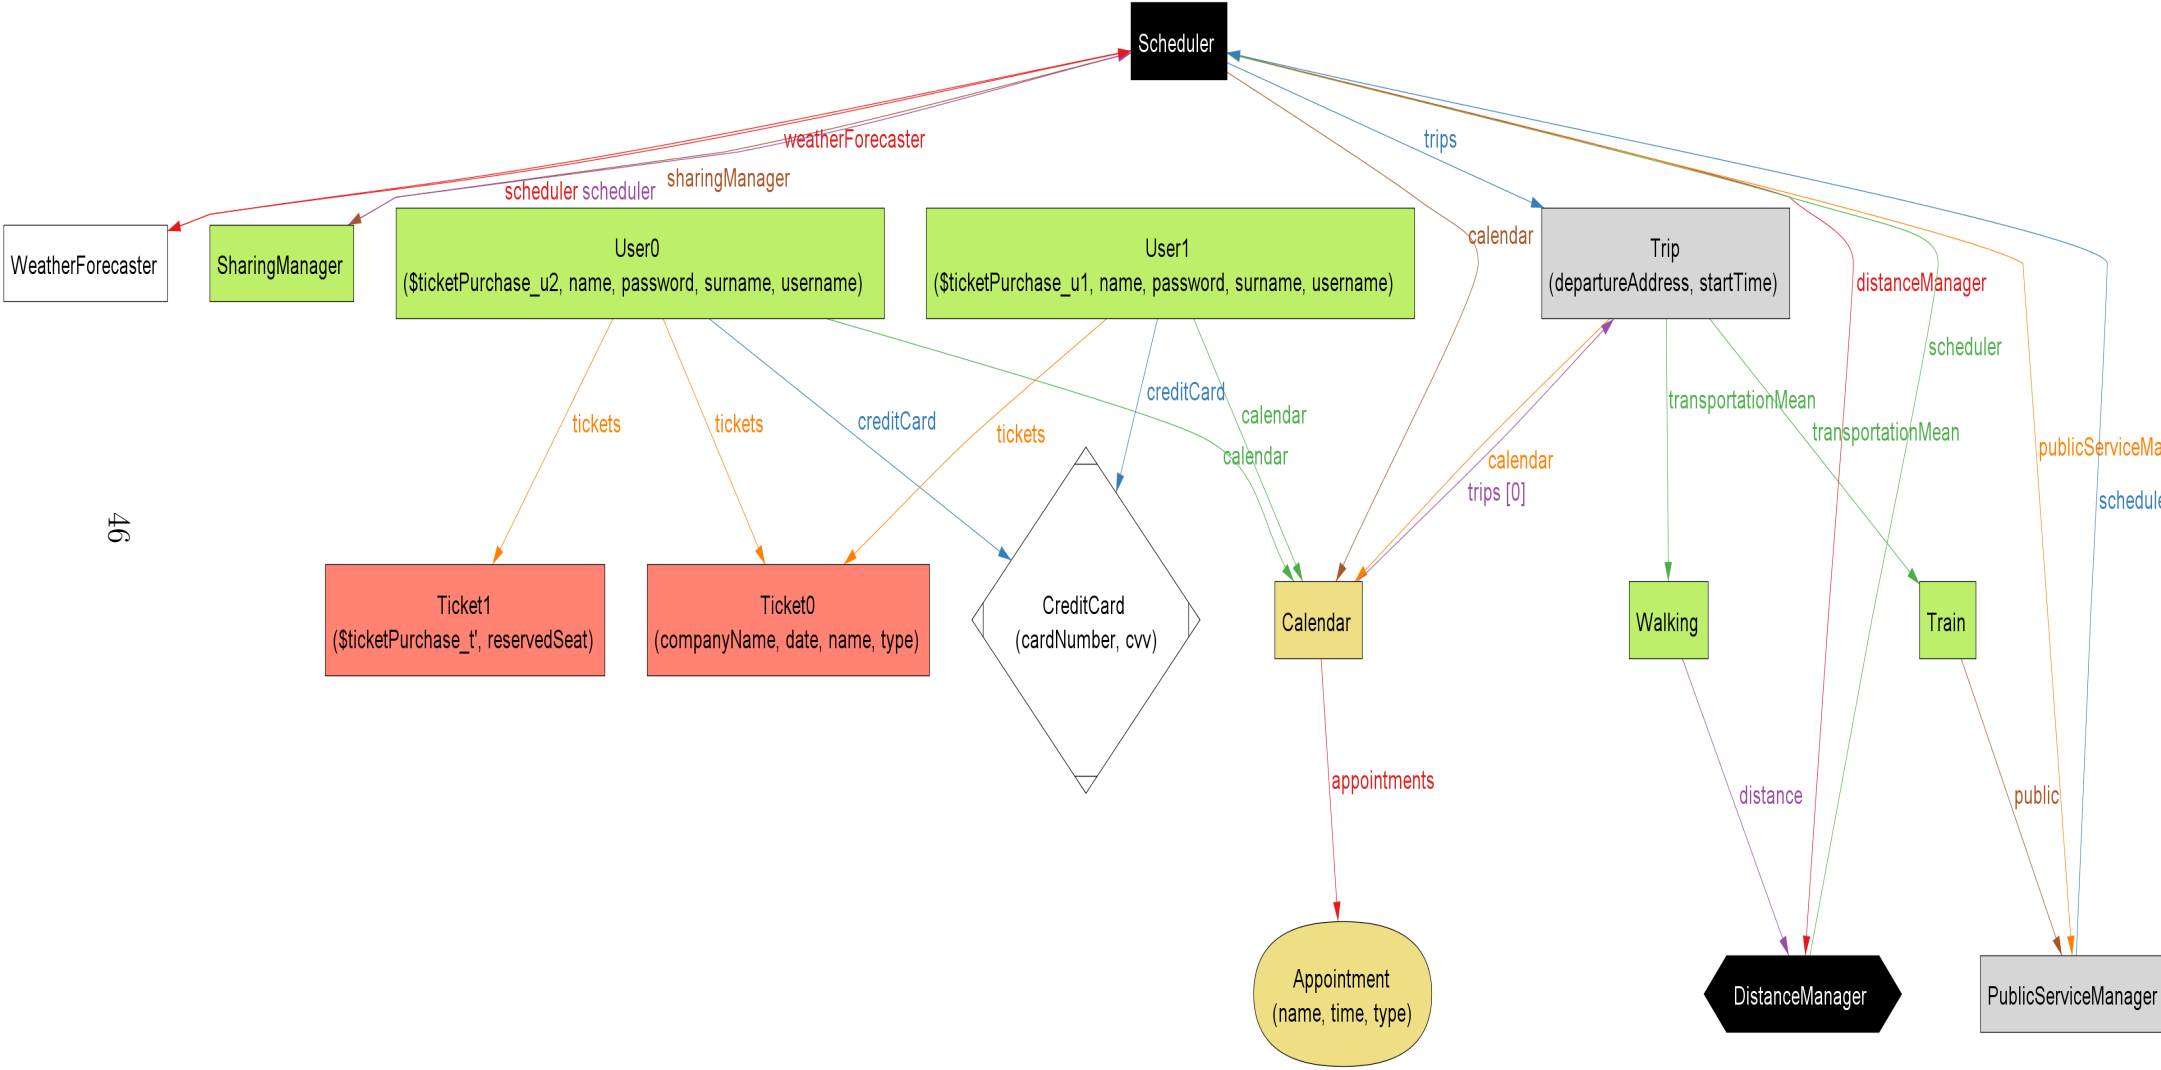 Scheduler
weatherForecaster
trips
sharingManager
scheduler
scheduler
calendar
WeatherForecaster
SharingManager
User0
($ticketPurchase_u2, name, password, surname, username)
User1
($ticketPurchase_u1, name, password, surname, username)
Trip
(departureAddress, startTime)
distanceManager
scheduler
creditCard
transportationMean
tickets
tickets
creditCard
tickets
calendar
calendar
transportationMean
calendar
trips [0]
publicServiceMa
schedule
46
Ticket1
($ticketPurchase_t', reservedSeat)
Ticket0
(companyName, date, name, type)
CreditCard
(cardNumber, cvv)
Calendar
Walking
Train
appointments
distance
public
Appointment
(name, time, type)
DistanceManager
PublicServiceManager